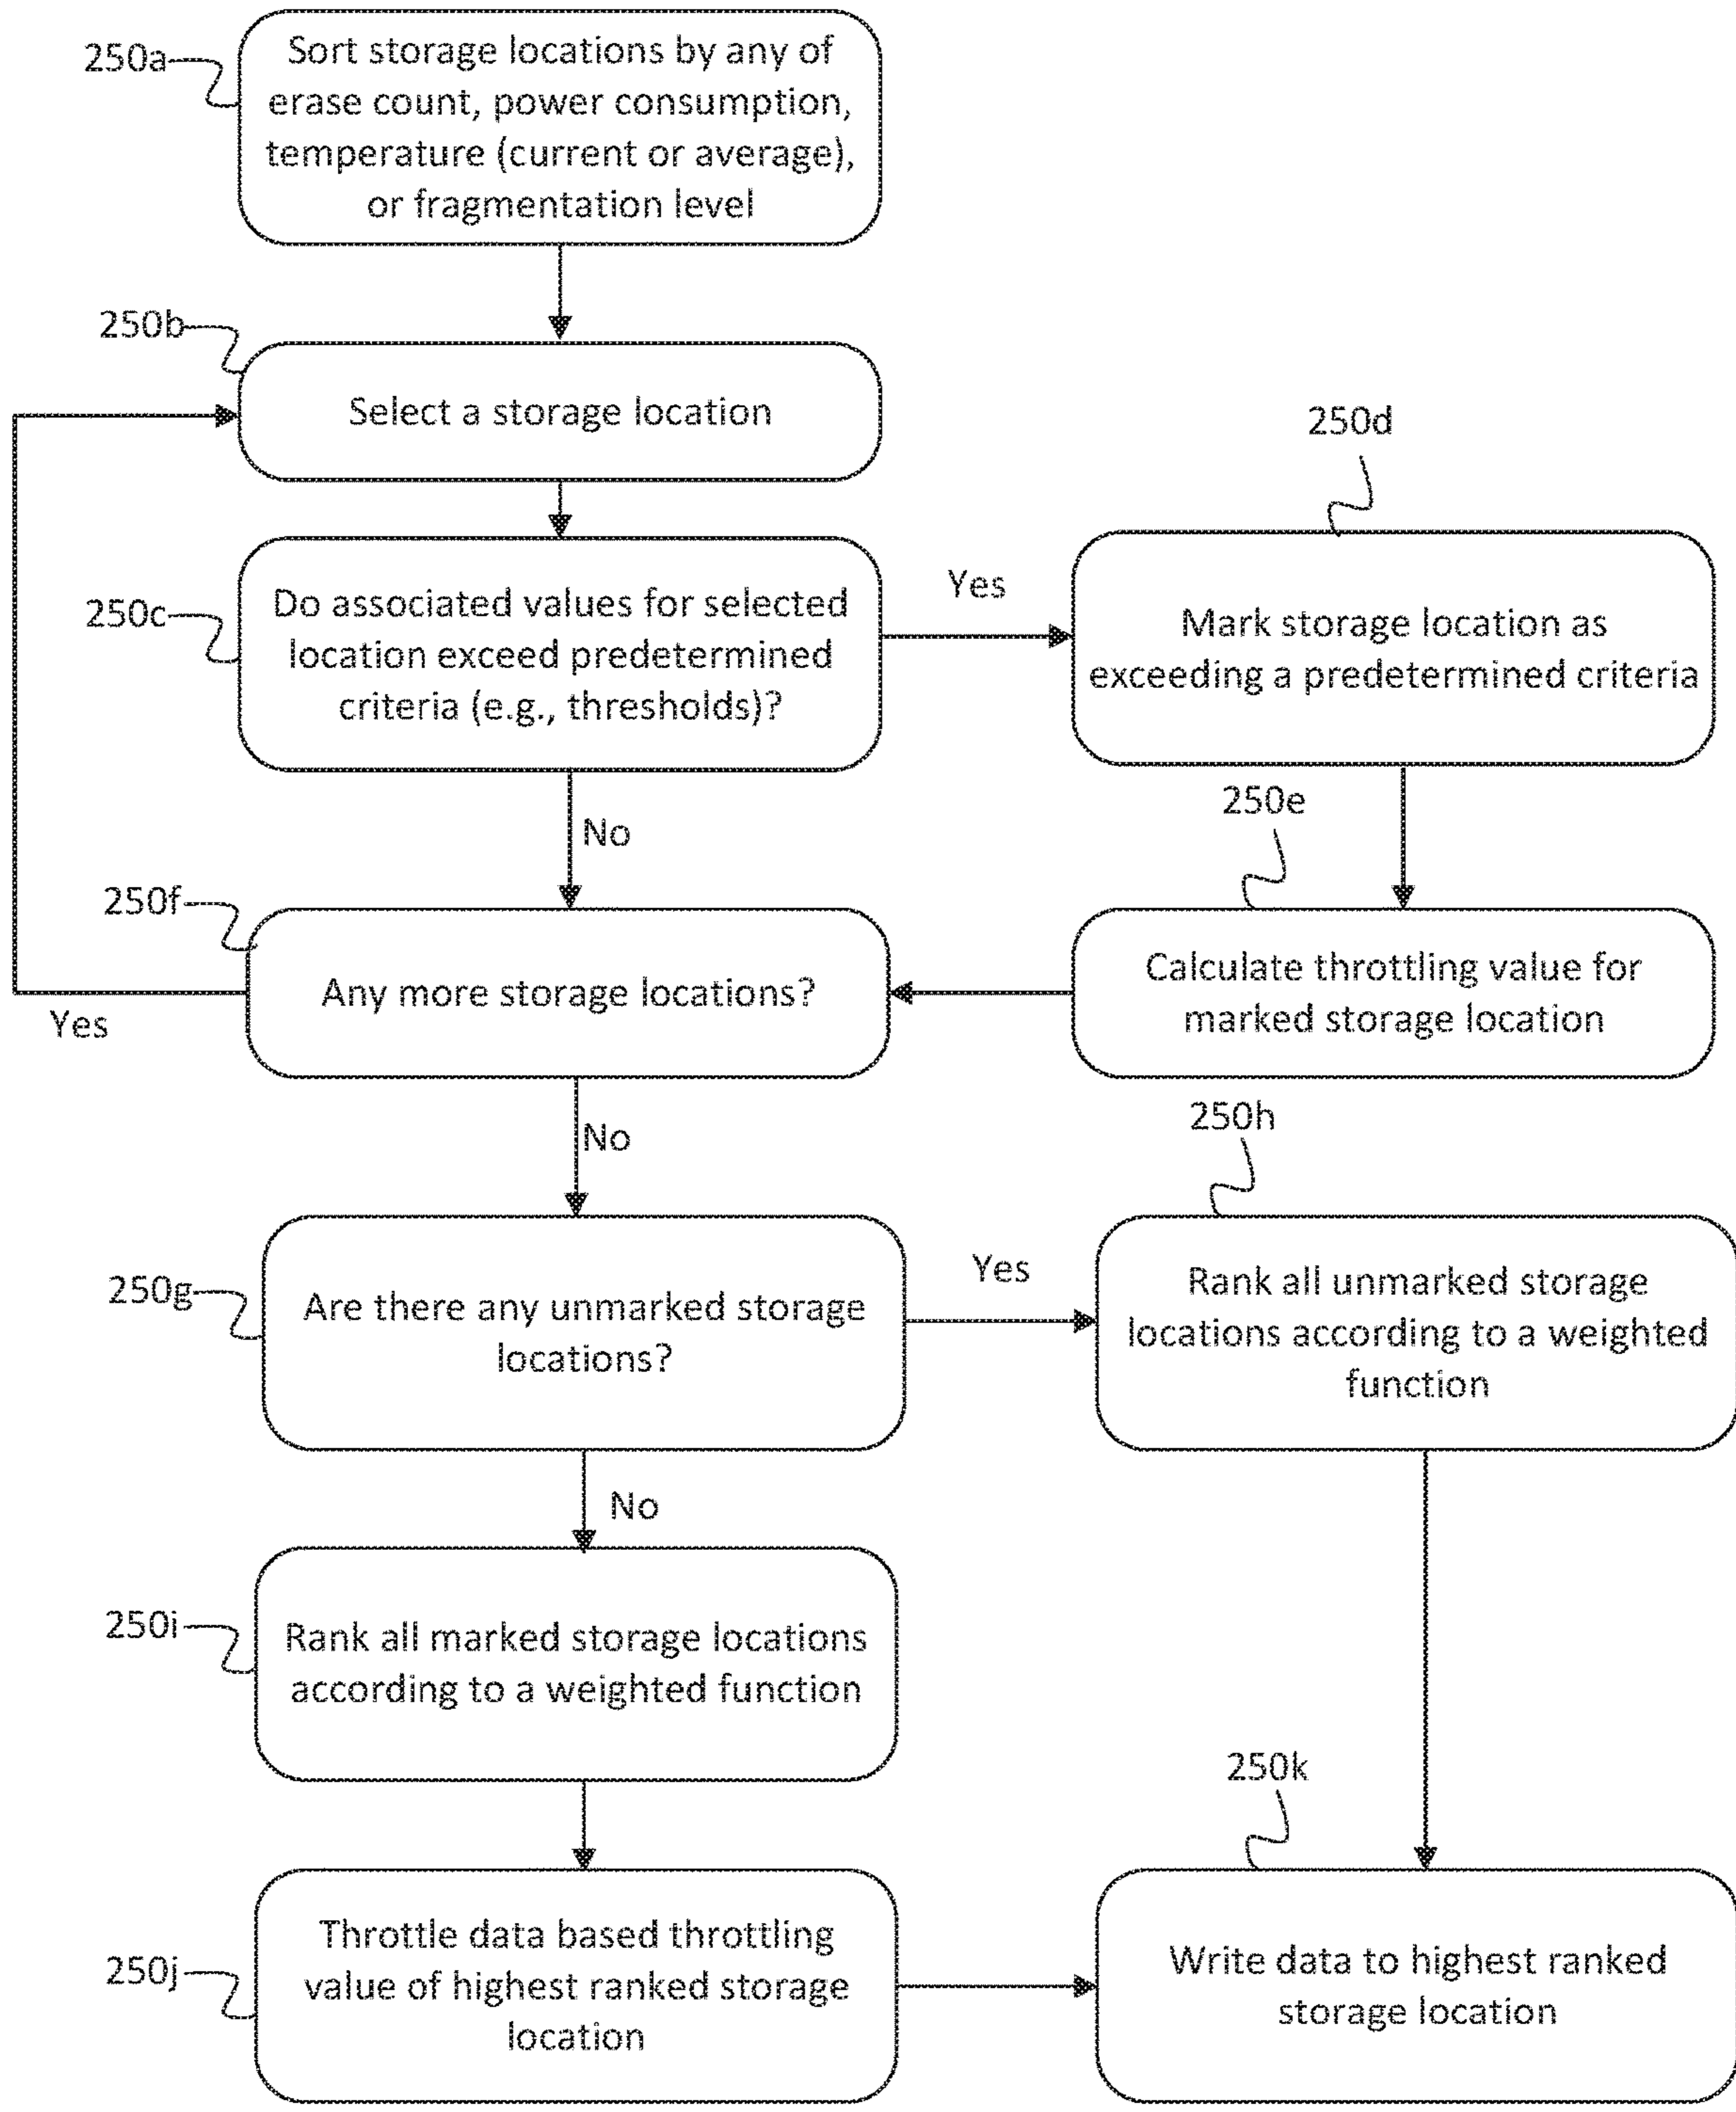 250a
Sort storage locations by any of
erase count, power consumption,
temperature (current or average),
or fragmentation level
250b
Select a storage location
250c
Do associated values for selected
location exceed predetermined
criteria (e.g., thresholds)?
Yes
250d
Mark storage location as
exceeding a predetermined criteria
No
250e
Calculate throttling value for
marked storage location
250f
Any more storage locations?
Yes
No
250g
Are there any unmarked storage
locations?
Yes
250h
Rank all unmarked storage
locations according to a weighted
function
No
250i
Rank all marked storage locations
according to a weighted function
250j
Throttle data based throttling
value of highest ranked storage
location
250k
Write data to highest ranked
storage location